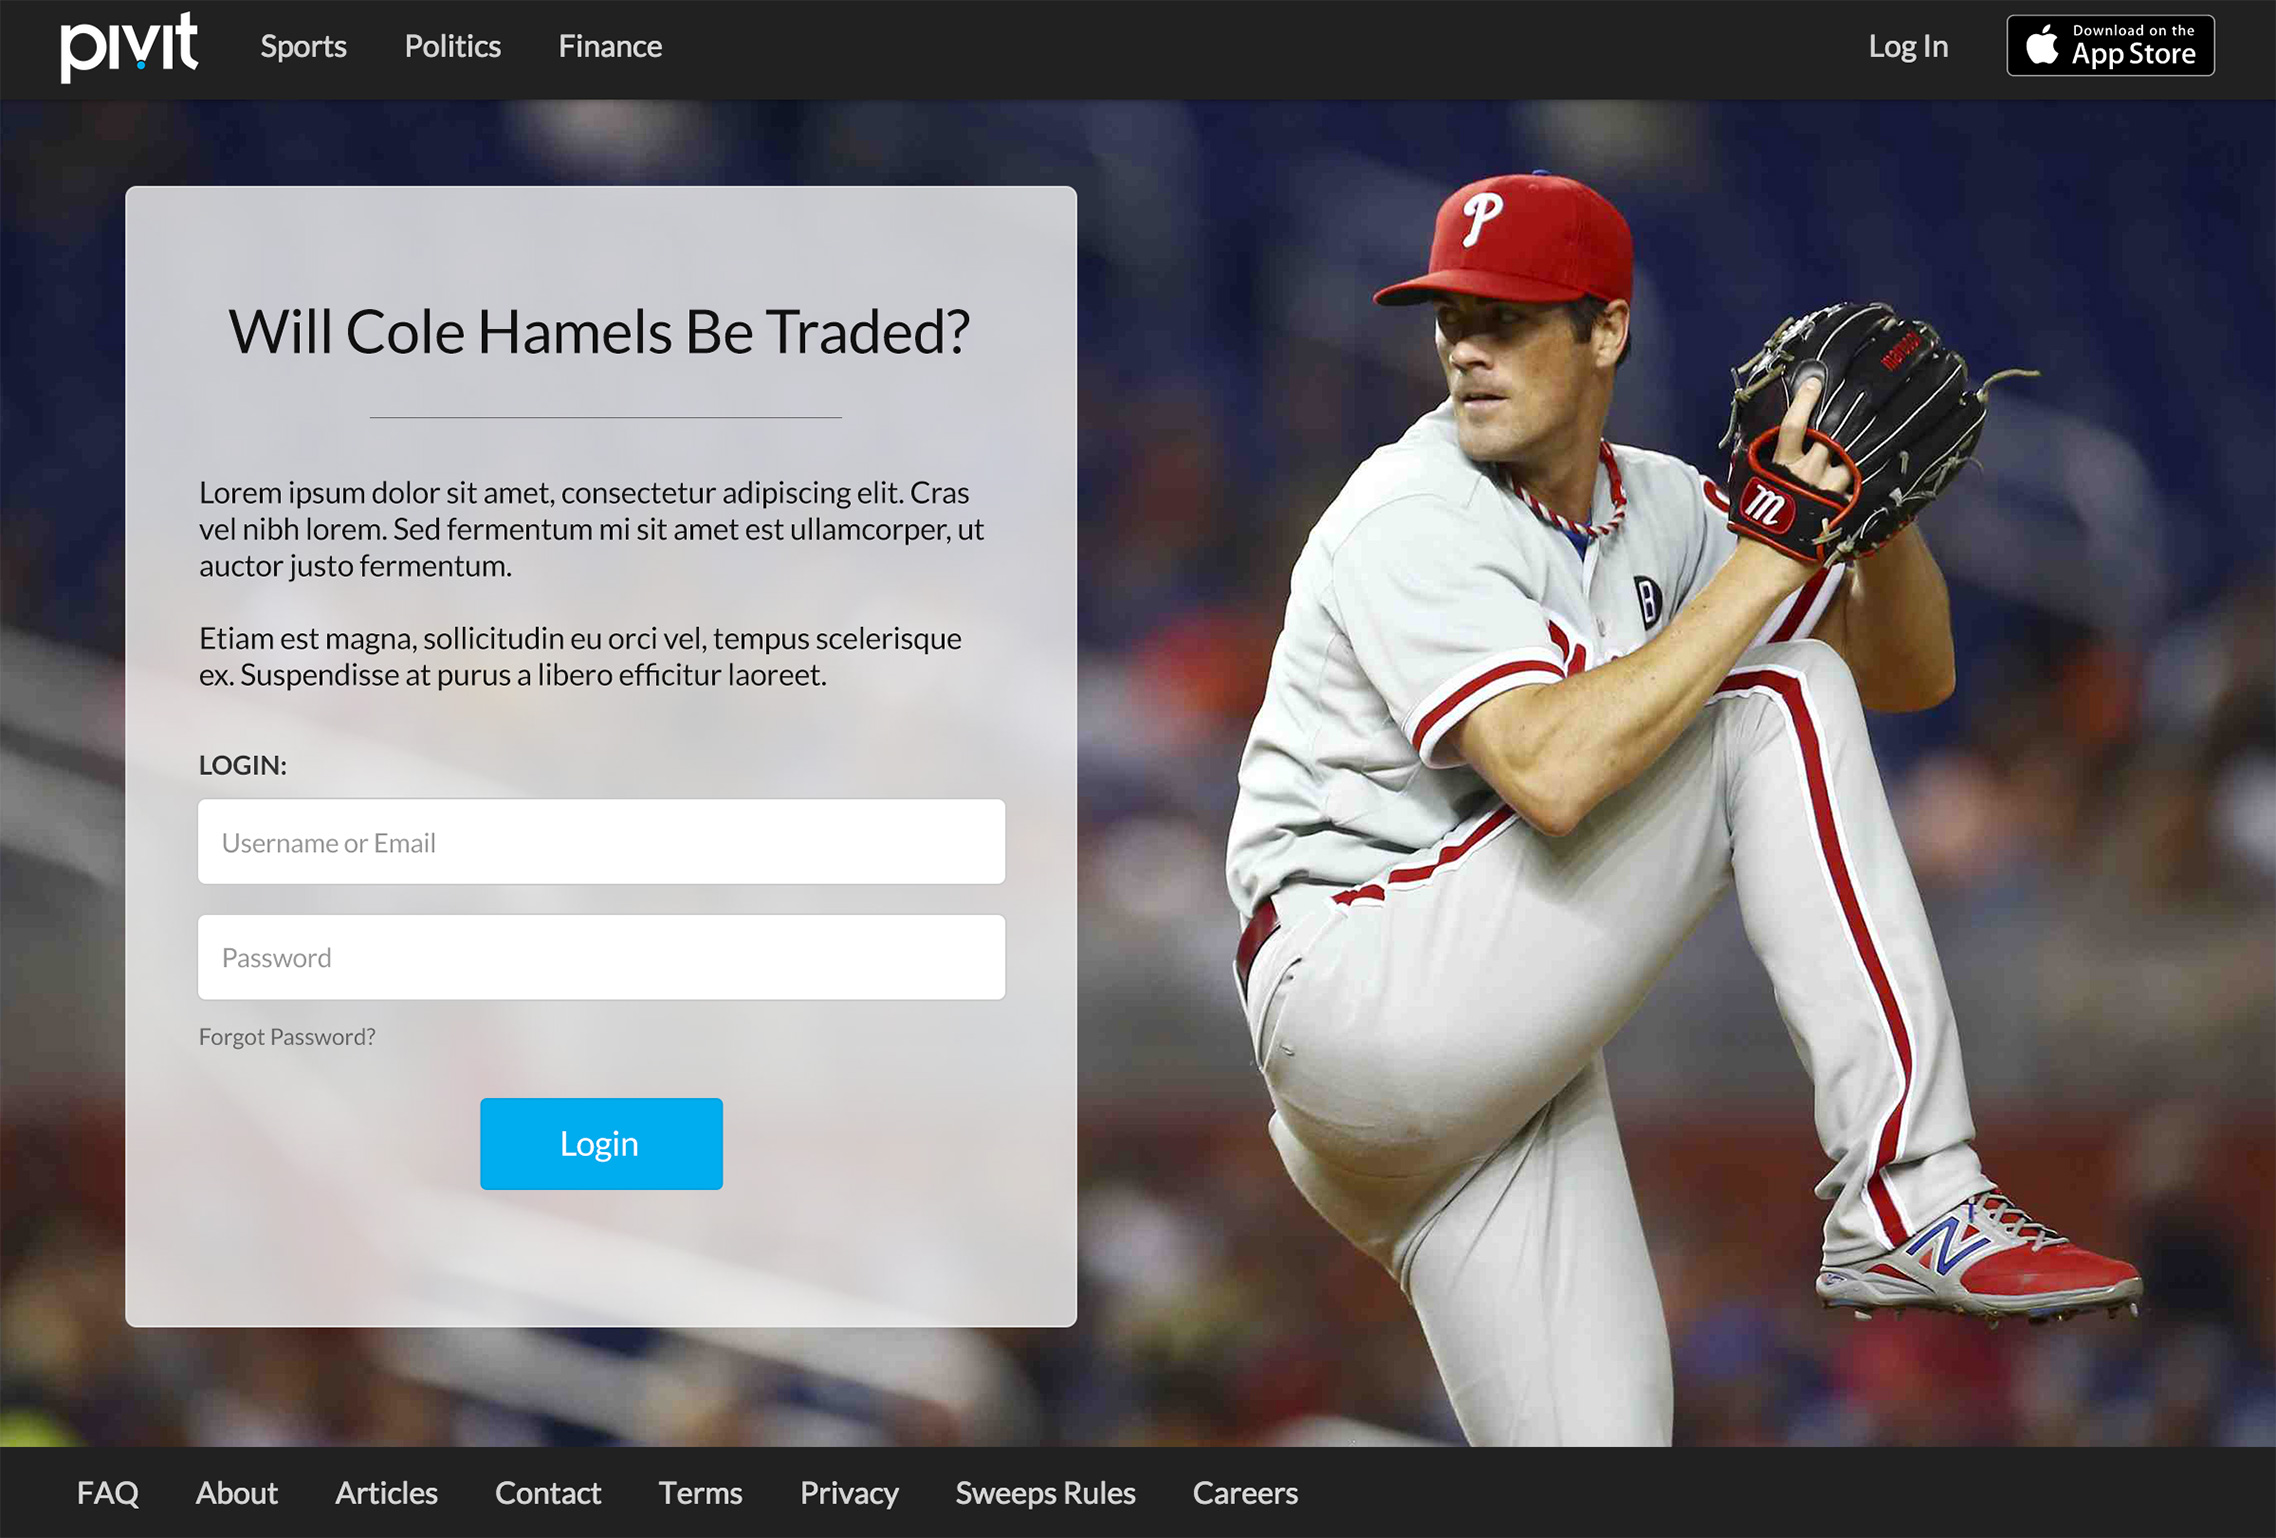 pivit
Sports
Politics
Finance
Log In
Download on the
App Store
Will Cole Hamels Be Traded?
Lorem ipsum dolor sit amet, consectetur adipiscing elit. Cras
vel nibh lorem. Sed fermentum mi sit amet est ullamcorper, ut
auctor justo fermentum.
Etiam est magna, sollicitudin eu orci vel, tempus scelerisque
ex. Suspendisse at purus a libero efficitur laoreet.
LOGIN:
Username or Email
Password
Forgot Password?
Login
P
marucci
m
B
N
FAQ
About
Articles
Contact
Terms
Privacy
Sweeps Rules
Careers